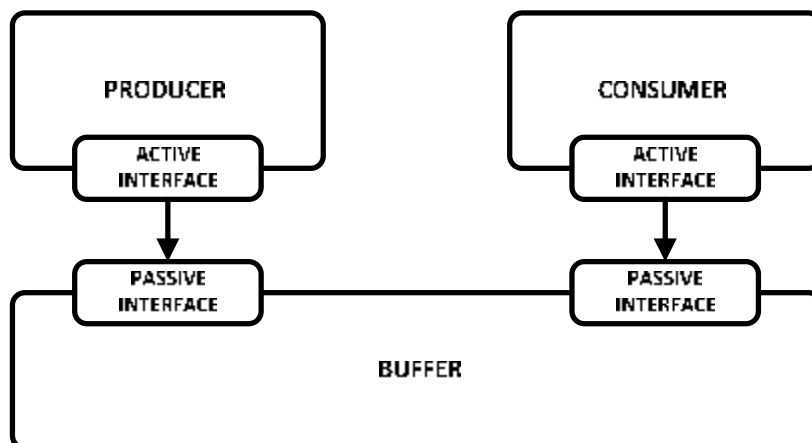 PRODUCER
CONSUMER
ACTIVE
INTERFACE
ACTIVE
INTERFACE
PASSIVE
INTERFACE
PASSIVE
INTERFACE
BUFFER